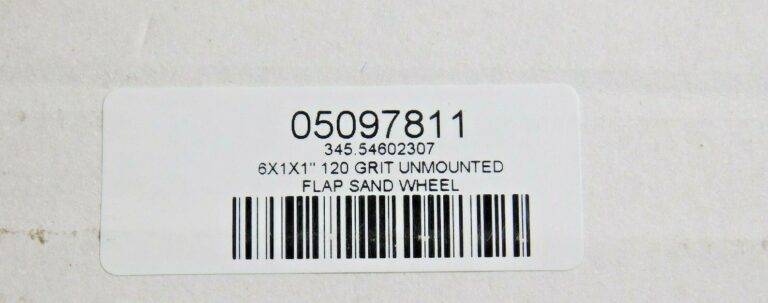 05097811
345.54602307
6X1X1" 120 GRIT UNMOUNTED
FLAP SAND WHEEL